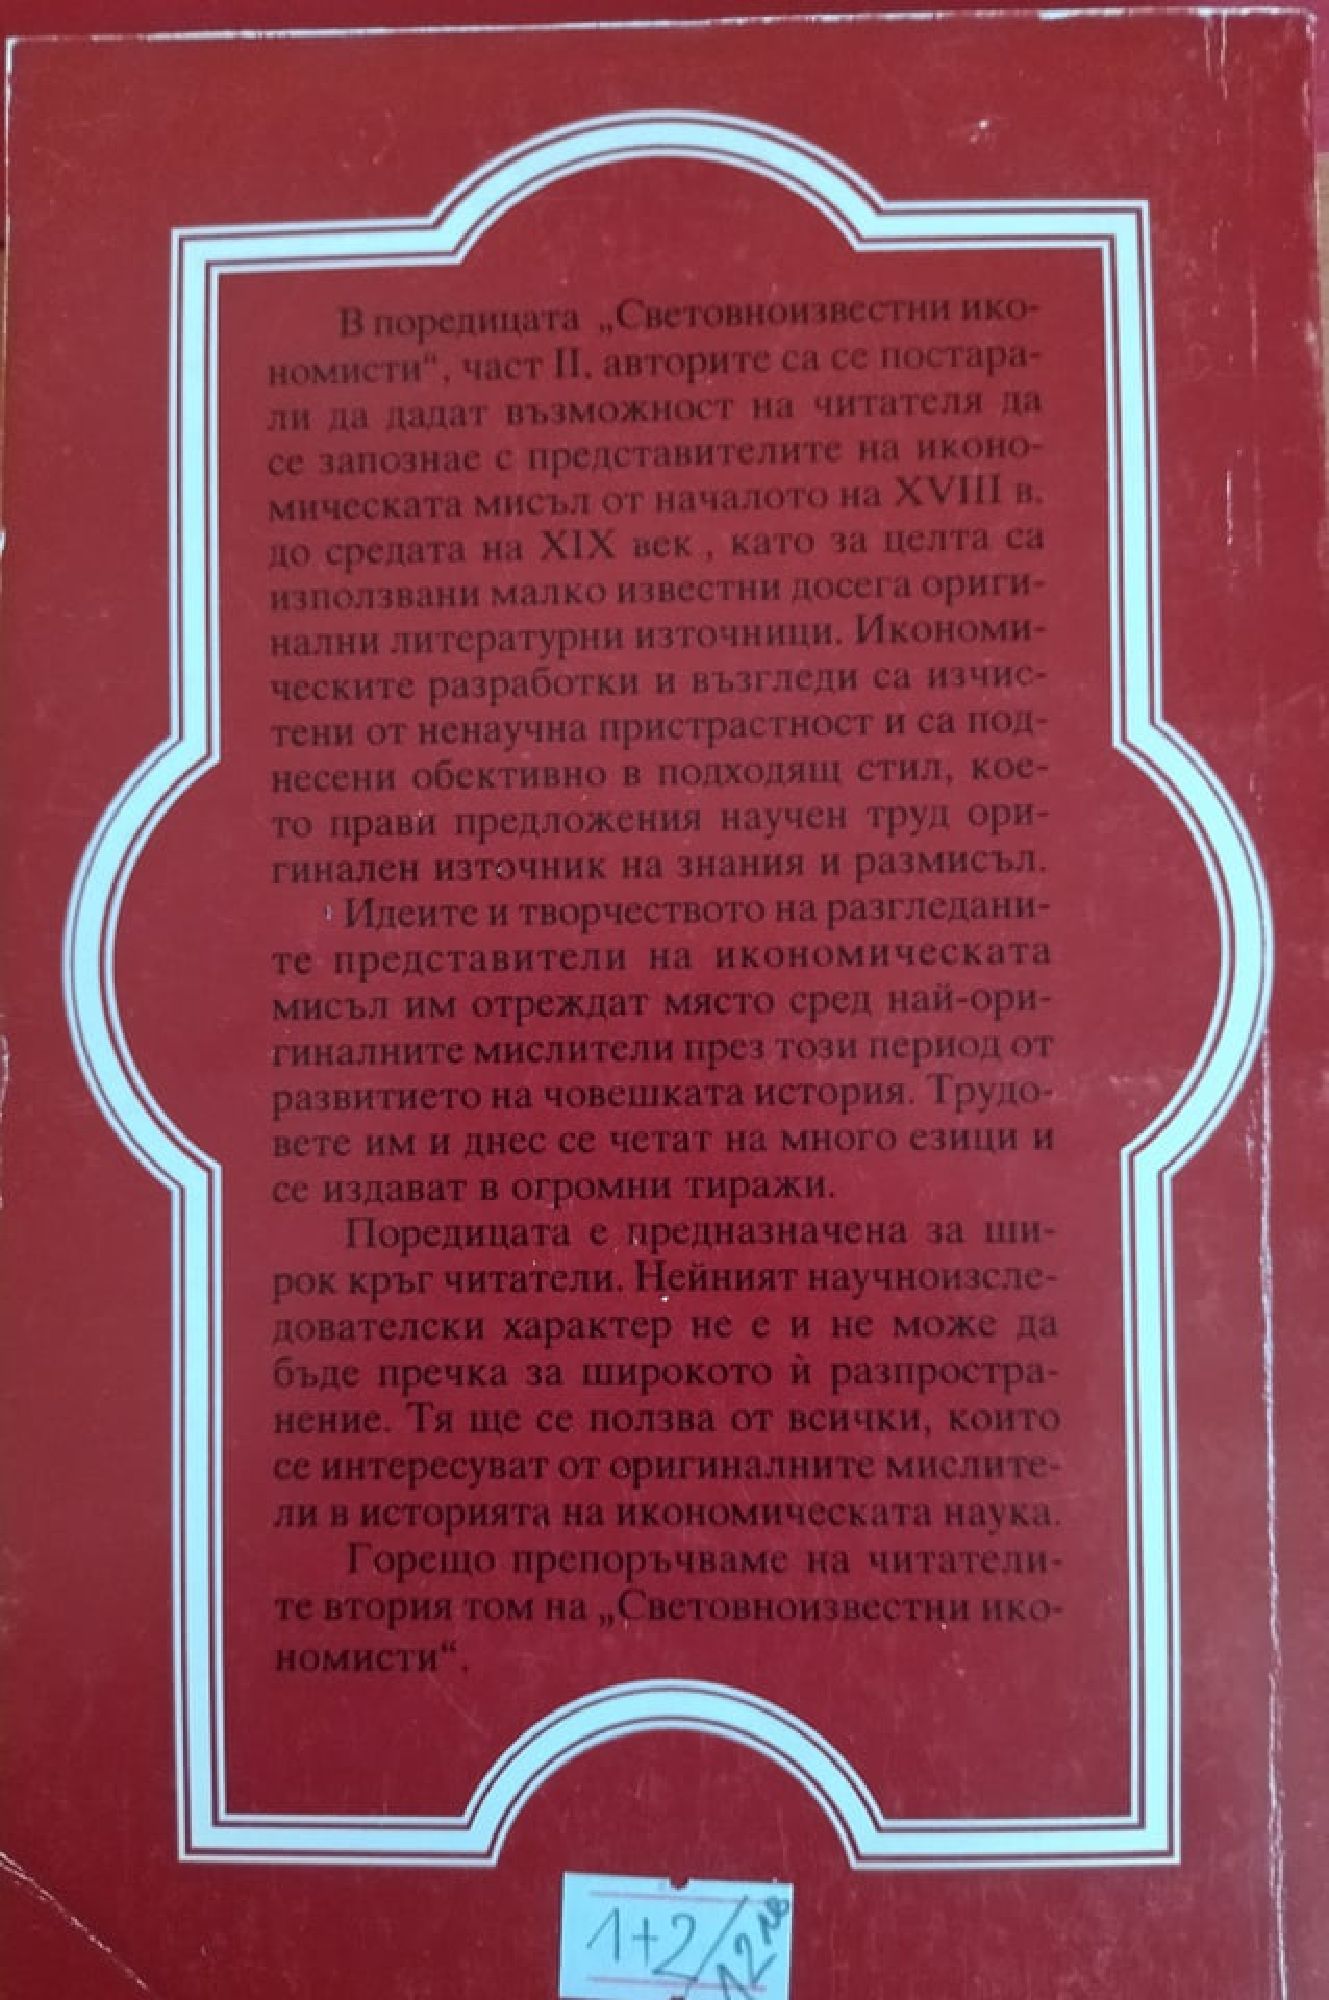 В поредицата „Световноизвестни ико-
номисти“, част II, авторите са се постара-
ли да дадат възможност на читателя да
се запознае с представителите на иконо-
мическата мисъл от началото на XVIII в.
до средата на XIX век, като за целта са
използвани малко известни досега ориги-
нални литературни източници. Икономи-
ческите разработки и възгледи са изчис-
тени от ненаучна пристрастност и са под-
несени обективно в подходящ стил, кое-
то прави предложения научен труд ори-
гинален източник на знания и размисъл.
Идеите и творчеството на разгледани-
те представители на икономическата
мисъл им отреждат място сред най-ори-
гиналните мислители през този период от
развитието на човешката история. Трудо-
вете им и днес се четат на много езици и
се издават в огромни тиражи.
Поредицата е предназначена за ши-
рок кръг читатели. Нейният научноизсле-
дователски характер не е и не може да
бъде пречка за широкото ѝ разпростра-
нение. Тя ще се ползва от всички, които
се интересуват от оригиналните мислите-
ли в историята на икономическата наука.
Горещо препоръчваме на читатели-
те втория том на „Световноизвестни ико-
номисти“.
1+2/12лв